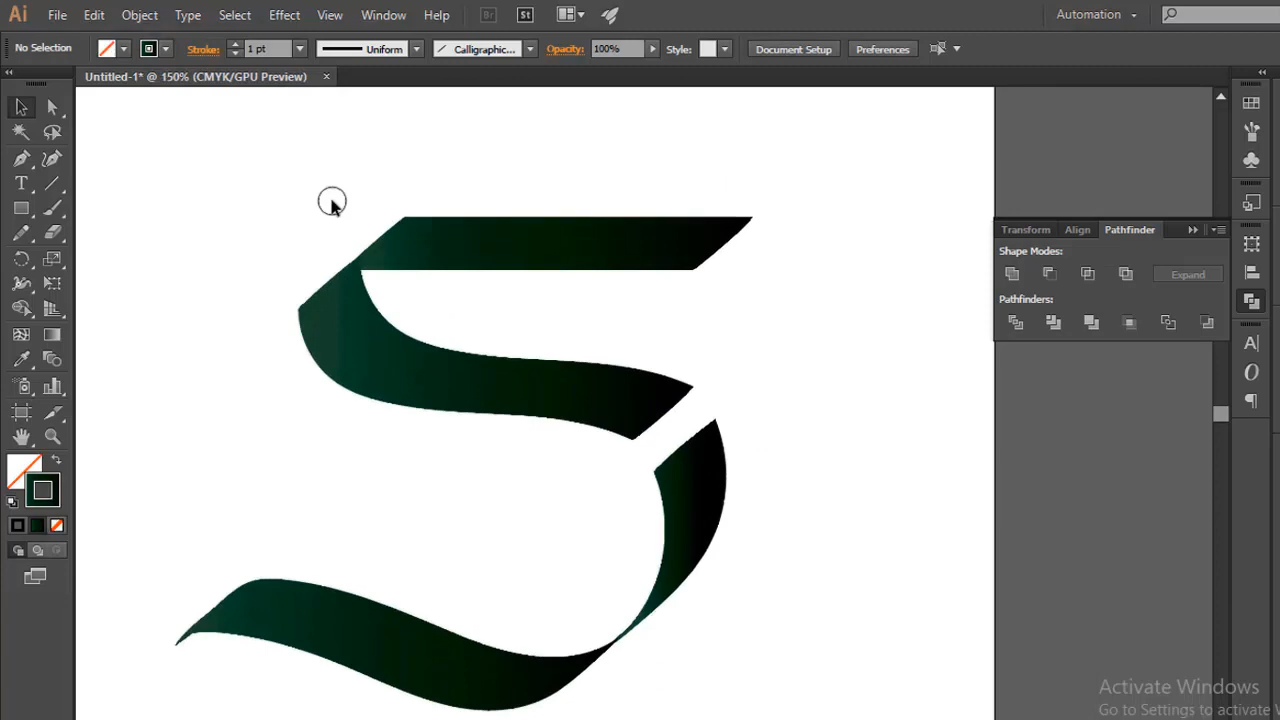 Ai File Edit Object Type Select Effect View Window Help Br St Automation
No Selection Stroke: 1 pt Uniform Calligraphic... Opacity: 100% Style: Document Setup Preferences
Untitled-1* @ 150% (CMYK/GPU Preview) ×
Transform Align Pathfinder
Shape Modes:
Expand
Pathfinders:
Activate Windows
Go to Settings to activate